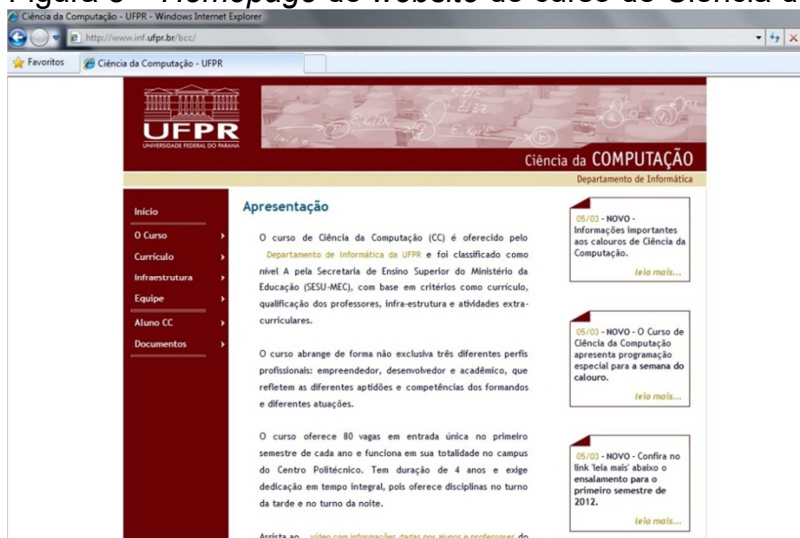 Ciência da Computação - UFPR - Windows Internet Explorer
http://www.inf.ufpr.br/bcc/
Favoritos
Ciência da Computação - UFPR
UFPR
UNIVERSIDADE FEDERAL DO PARANÁ
Ciência da COMPUTAÇÃO
Departamento de Informática
Início
O Curso
Currículo
Infraestrutura
Equipe
Aluno CC
Documentos
Apresentação
O curso de Ciência da Computação (CC) é oferecido pelo
Departamento de Informática da UFPR e foi classificado como
nível A pela Secretaria de Ensino Superior do Ministério da
Educação (SESU-MEC), com base em critérios como currículo,
qualificação dos professores, infra-estrutura e atividades extra-
curriculares.
O curso abrange de forma não exclusiva três diferentes perfis
profissionais: empreendedor, desenvolvedor e acadêmico, que
refletem as diferentes aptidões e competências dos formandos
e diferentes atuações.
O curso oferece 80 vagas em entrada única no primeiro
semestre de cada ano e funciona em sua totalidade no campus
do Centro Politécnico. Tem duração de 4 anos e exige
dedicação em tempo integral, pois oferece disciplinas no turno
da tarde e no turno da noite.
Assista ao vídeo com informações dadas por alunos e professores do
05/03 - NOVO -
Informações importantes
aos calouros de Ciência da
Computação.
leia mais...
05/03 - NOVO - O Curso de
Ciência da Computação
apresenta programação
especial para a semana do
calouro.
leia mais...
05/03 - NOVO - Confira no
link 'leia mais' abaixo o
ensalamento para o
primeiro semestre de
2012.
leia mais...